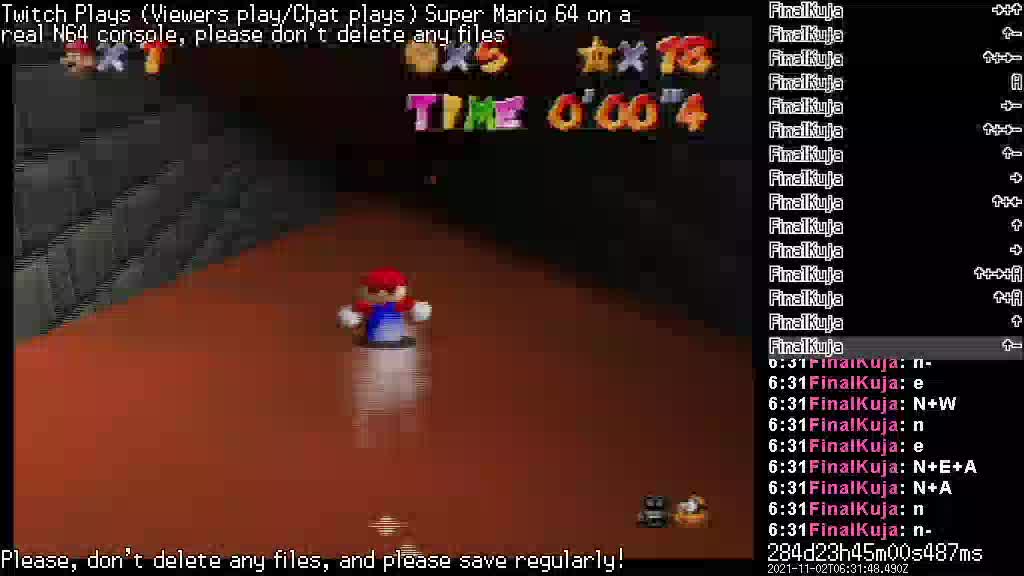 Twitch Plays (Viewers play/Chat plays) Super Mario 64 on a
real N64 console, please don't delete any files
x 1
x 5
x 18
TIME 0'00"4
Please, don't delete any files, and please save regularly!
FinalKuja →+↑
FinalKuja ↑-
FinalKuja ↑+→-
FinalKuja A
FinalKuja →-
FinalKuja ↑+→-
FinalKuja ↑-
FinalKuja →
FinalKuja ↑+←
FinalKuja ↑
FinalKuja →
FinalKuja ↑+→+A
FinalKuja ↑+A
FinalKuja ↑
FinalKuja ↑-
6:31FinalKuja: n-
6:31FinalKuja: e
6:31FinalKuja: N+W
6:31FinalKuja: n
6:31FinalKuja: e
6:31FinalKuja: N+E+A
6:31FinalKuja: N+A
6:31FinalKuja: n
6:31FinalKuja: n-
284d23h45m00s487ms
2021-11-02T06:31:48.490Z